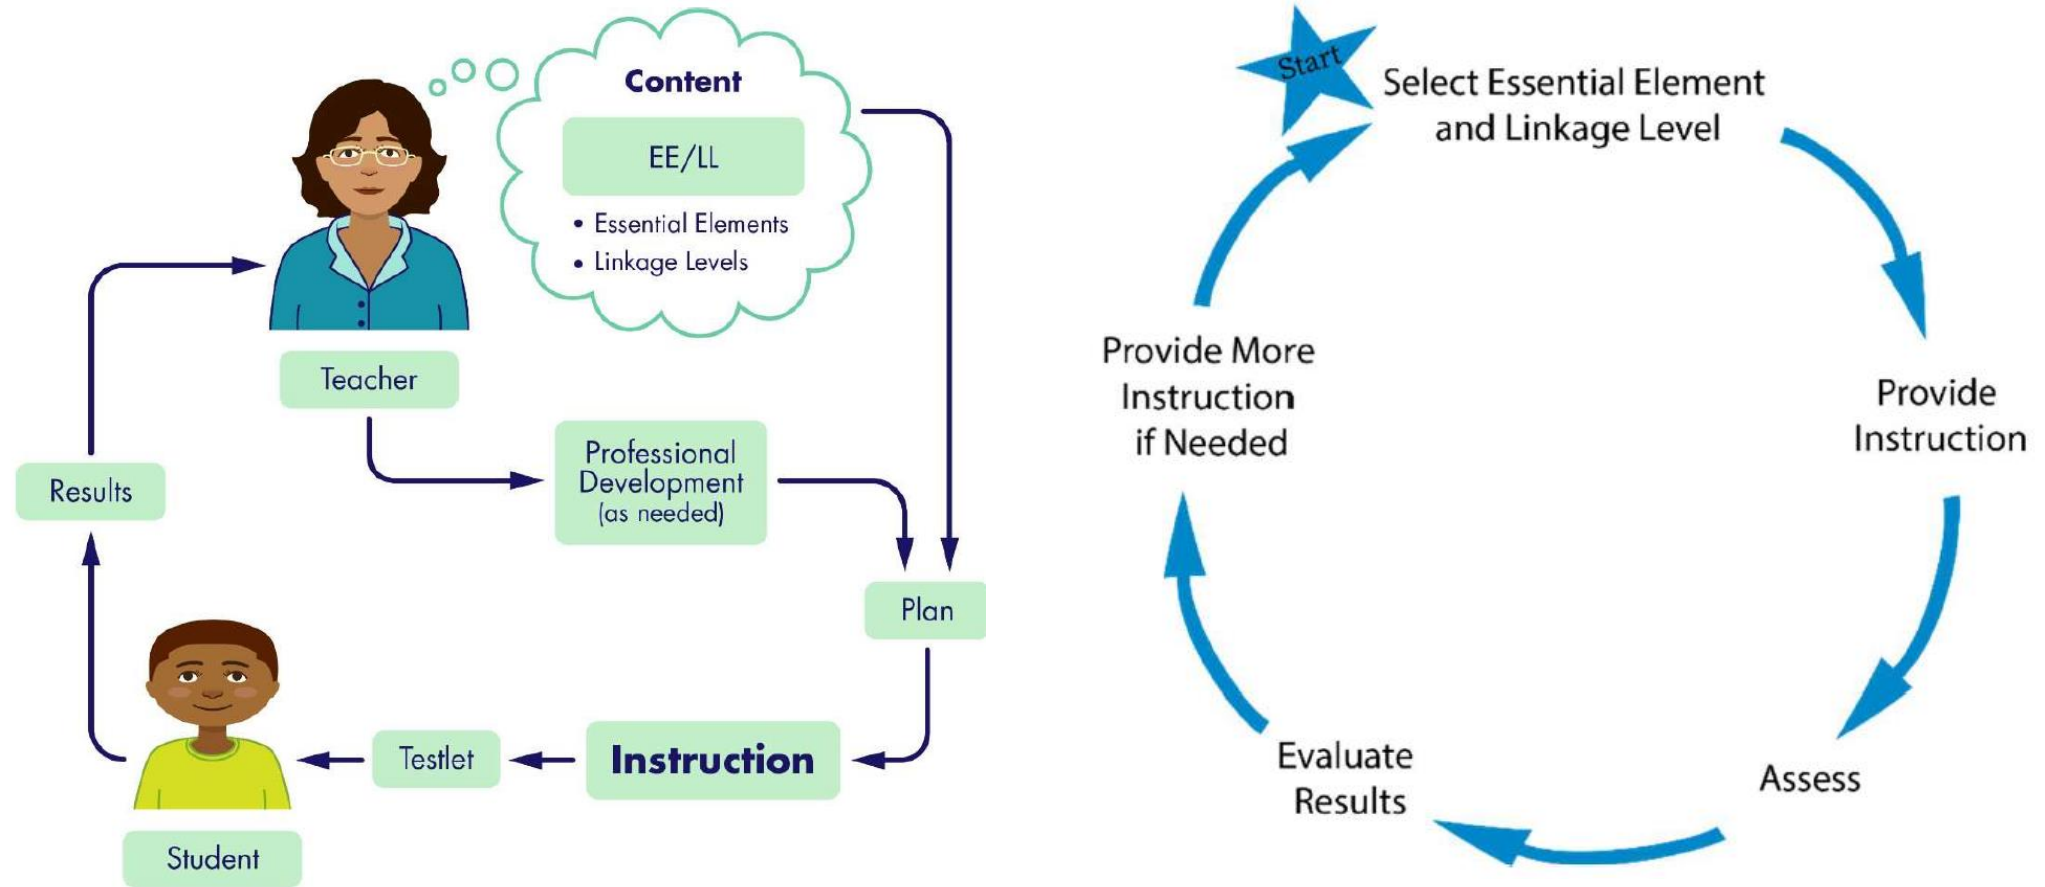 Content
EE/LL
• Essential Elements
• Linkage Levels
Teacher
Professional
Development
(as needed)
Results
Plan
Instruction
Testlet
Student
Start
Select Essential Element
and Linkage Level
Provide
Instruction
Assess
Evaluate
Results
Provide More
Instruction
if Needed